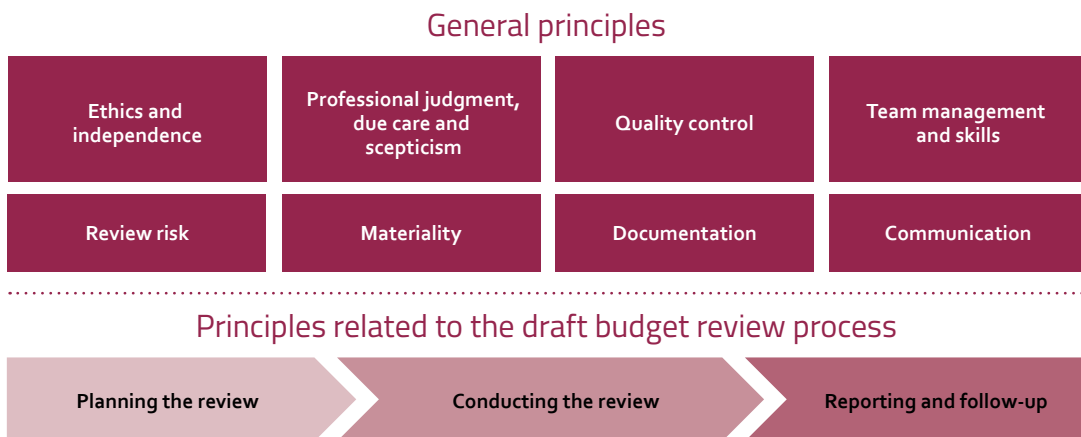 General principles
Ethics and
independence
Professional judgment,
due care and
scepticism
Quality control
Team management
and skills
Review risk
Materiality
Documentation
Communication
Principles related to the draft budget review process
Planning the review
Conducting the review
Reporting and follow-up